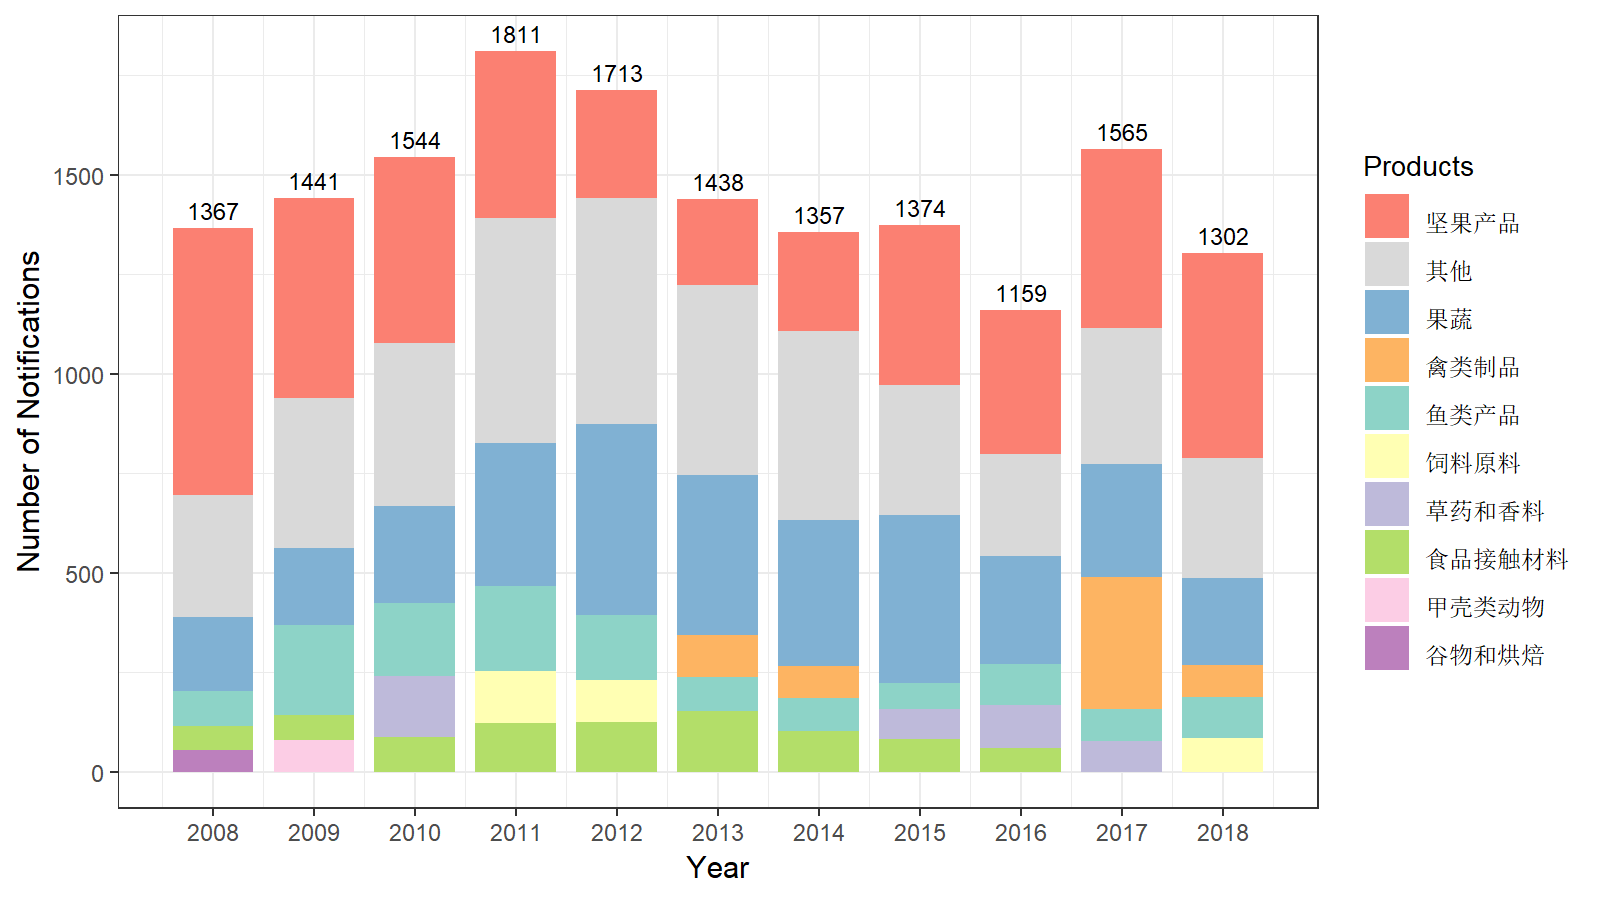 1811
1713
1565
1544
1441
1438
1367
1357
1374
1302
1159
1500
1000
500
0
Number of Notifications
2008 2009 2010 2011 2012 2013 2014 2015 2016 2017 2018
Year
Products
坚果产品
其他
果蔬
禽类制品
鱼类产品
饲料原料
草药和香料
食品接触材料
甲壳类动物
谷物和烘焙